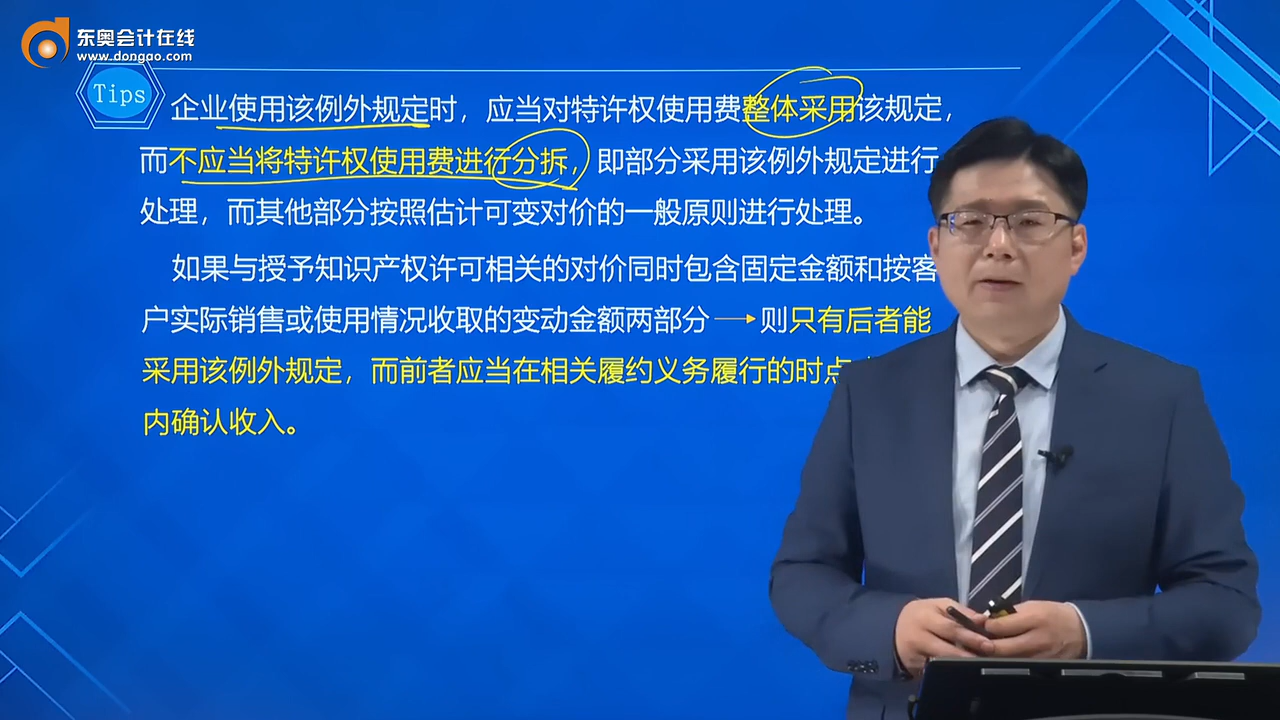 东奥会计在线
www.dongao.com
Tips
企业使用该例外规定时，应当对特许权使用费整体采用该规定，
而不应当将特许权使用费进行分拆，即部分采用该例外规定进行
处理，而其他部分按照估计可变对价的一般原则进行处理。
如果与授予知识产权许可相关的对价同时包含固定金额和按客
户实际销售或使用情况收取的变动金额两部分→则只有后者能
采用该例外规定，而前者应当在相关履约义务履行的时点
内确认收入。